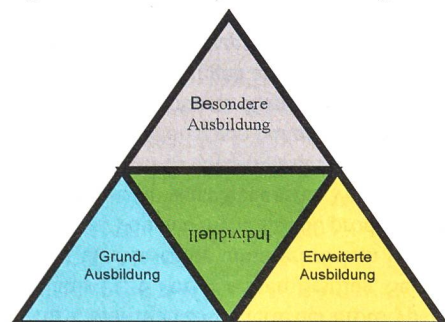 Besondere
Ausbildung
Individuell
Grund-
Ausbildung
Erweiterte
Ausbildung